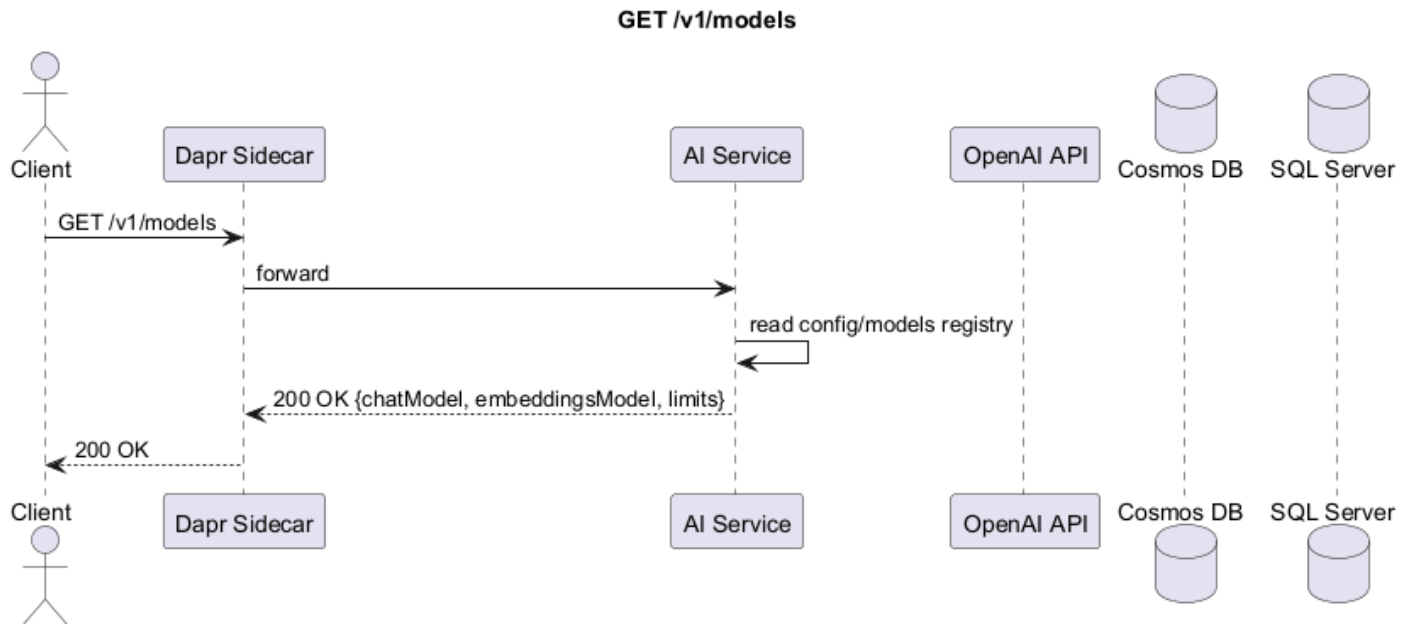 GET /v1/models
Client
Dapr Sidecar
AI Service
OpenAI API
Cosmos DB
SQL Server
GET /v1/models
forward
read config/models registry
200 OK {chatModel, embeddingsModel, limits}
200 OK
Client
Dapr Sidecar
AI Service
OpenAI API
Cosmos DB
SQL Server